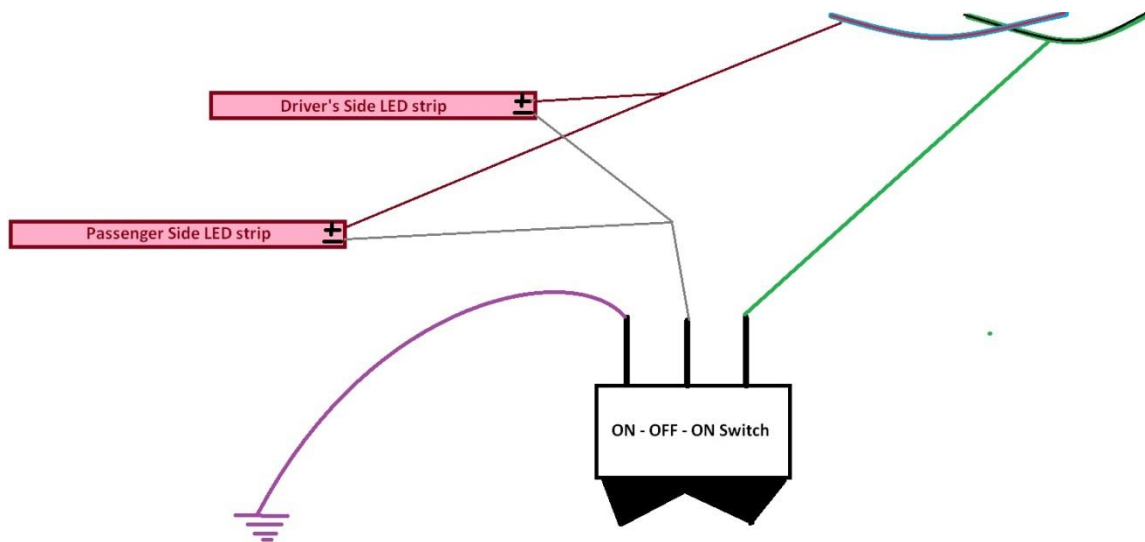 Driver's Side LED strip
+
−
Passenger Side LED strip
+
−
ON - OFF - ON Switch